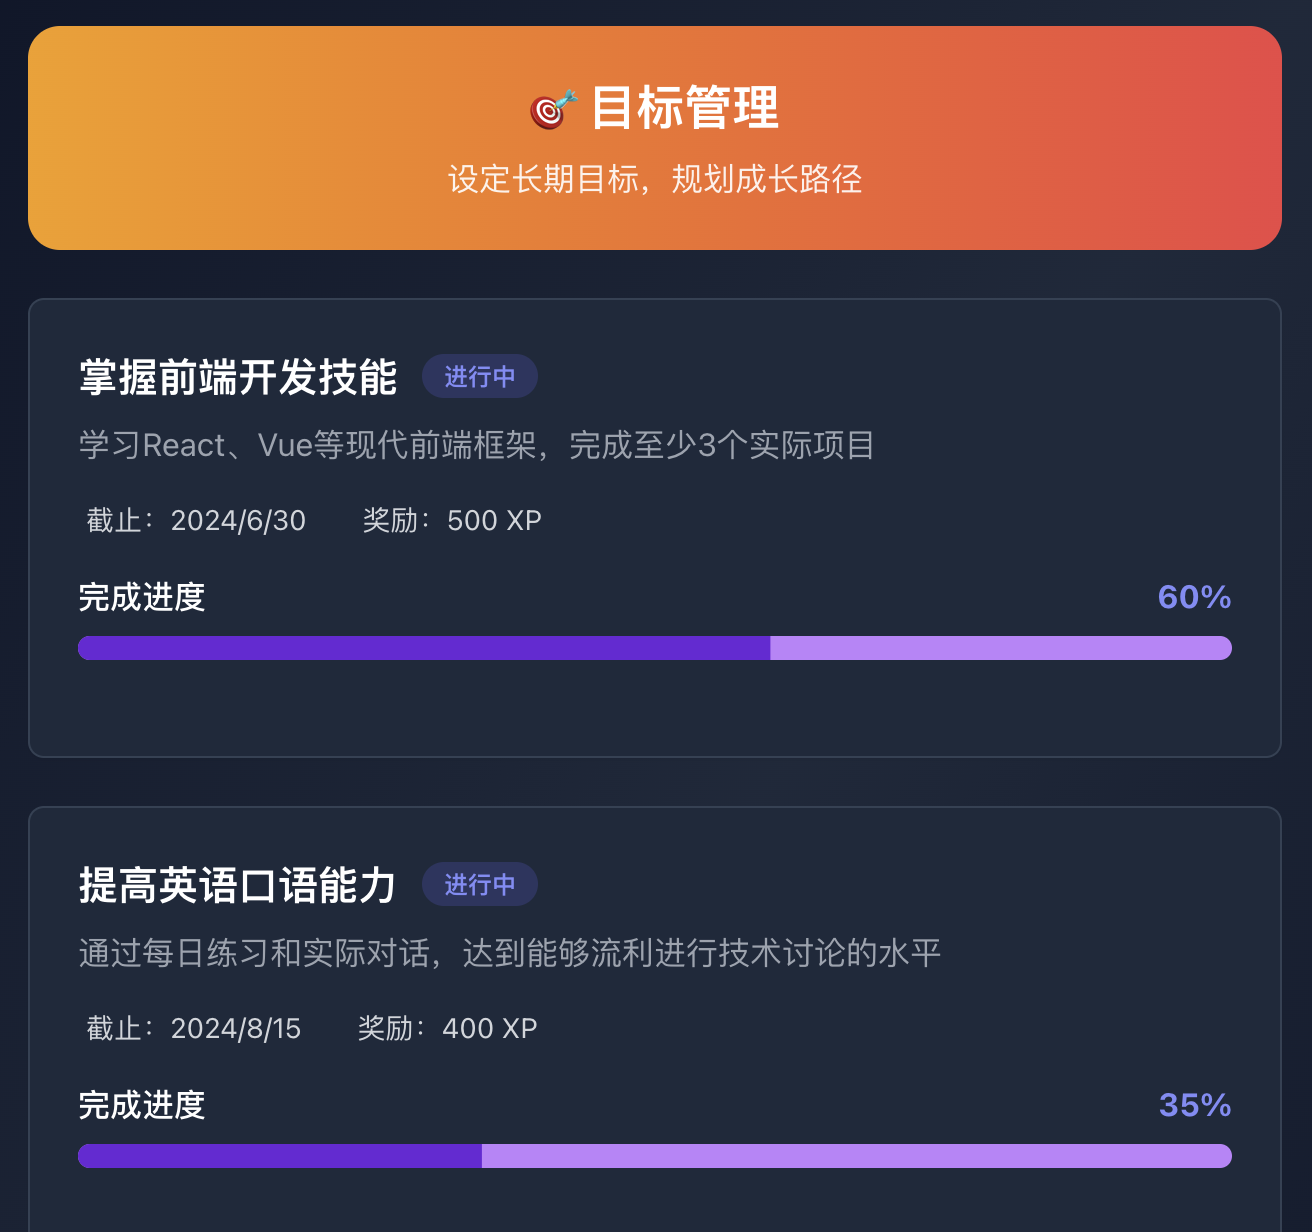 🎯 目标管理
设定长期目标，规划成长路径
掌握前端开发技能 进行中
学习React、Vue等现代前端框架，完成至少3个实际项目
截止：2024/6/30 奖励：500 XP
完成进度 60%
提高英语口语能力 进行中
通过每日练习和实际对话，达到能够流利进行技术讨论的水平
截止：2024/8/15 奖励：400 XP
完成进度 35%